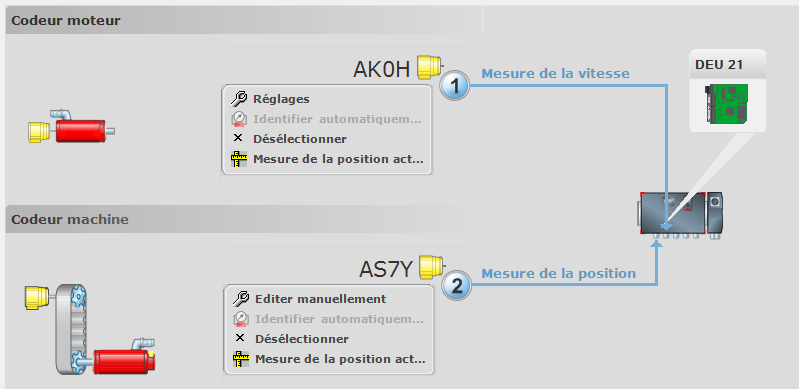 Codeur moteur
AK0H
1
Mesure de la vitesse
DEU 21
Réglages
Identifier automatiquem...
Désélectionner
Mesure de la position act...
Codeur machine
AS7Y
2
Mesure de la position
Editer manuellement
Identifier automatiquem...
Désélectionner
Mesure de la position act...